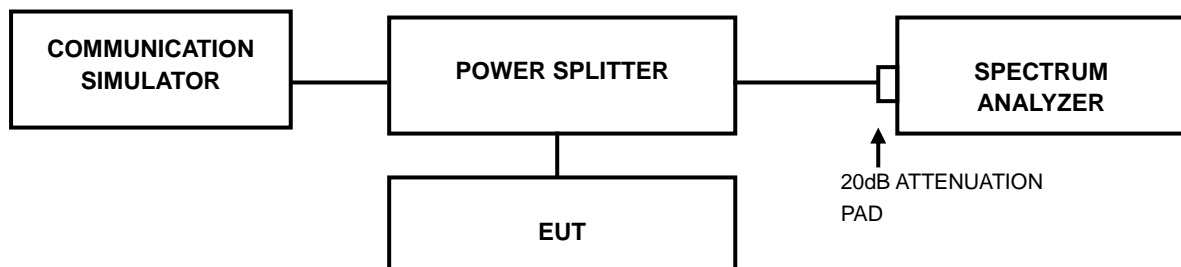 COMMUNICATION
SIMULATOR
POWER SPLITTER
SPECTRUM
ANALYZER
20dB ATTENUATION
PAD
EUT